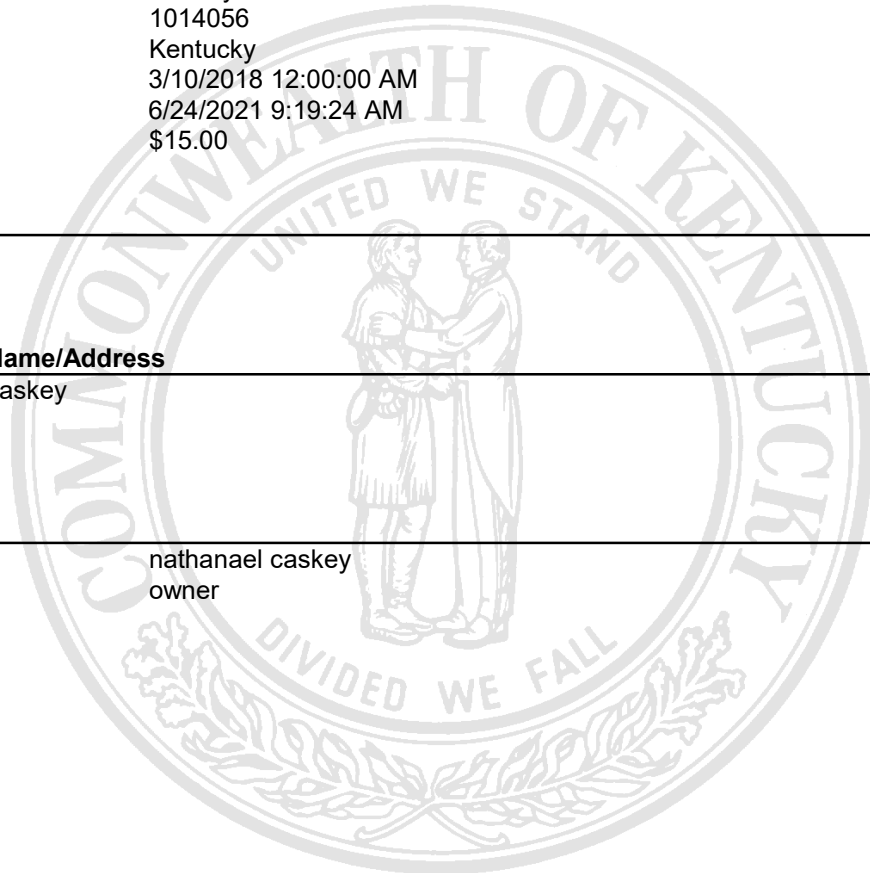 1014056
Kentucky
3/10/2018 12:00:00 AM
6/24/2021 9:19:24 AM
$15.00
COMMONWEALTH OF KENTUCKY
UNITED WE STAND
Name/Address
askey
nathanael caskey
owner
DIVIDED WE FALL